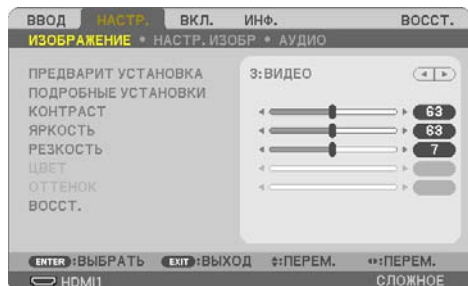 ВВОД НАСТР. ВКЛ. ИНФ. ВОССТ.
ИЗОБРАЖЕНИЕ • НАСТР.ИЗОБР • АУДИО
ПРЕДВАРИТ УСТАНОВКА 3:ВИДЕО
ПОДРОБНЫЕ УСТАНОВКИ
КОНТРАСТ 63
ЯРКОСТЬ 63
РЕЗКОСТЬ 7
ЦВЕТ
ОТТЕНОК
ВОССТ.
ENTER :ВЫБРАТЬ EXIT :ВЫХОД :ПЕРЕМ. :ПЕРЕМ.
HDMI1 СЛОЖНОЕ